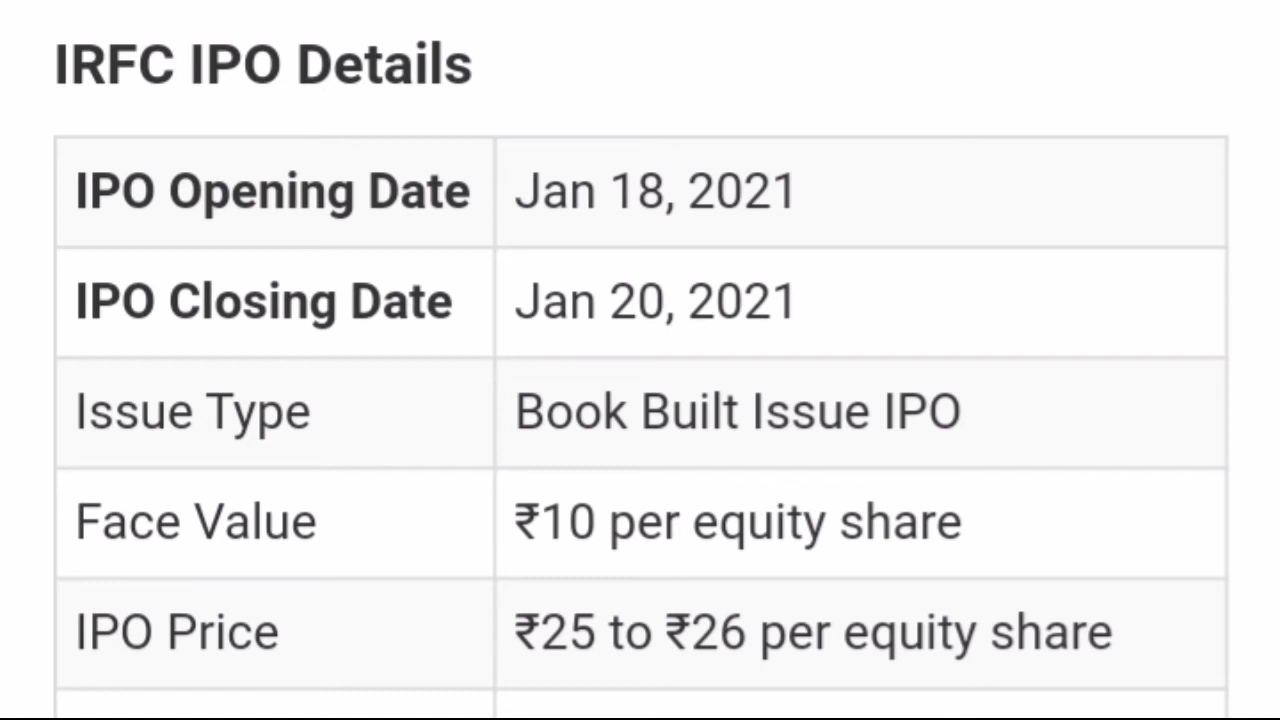 IRFC IPO Details
IPO Opening Date Jan 18, 2021
IPO Closing Date Jan 20, 2021
Issue Type Book Built Issue IPO
Face Value ₹10 per equity share
IPO Price ₹25 to ₹26 per equity share